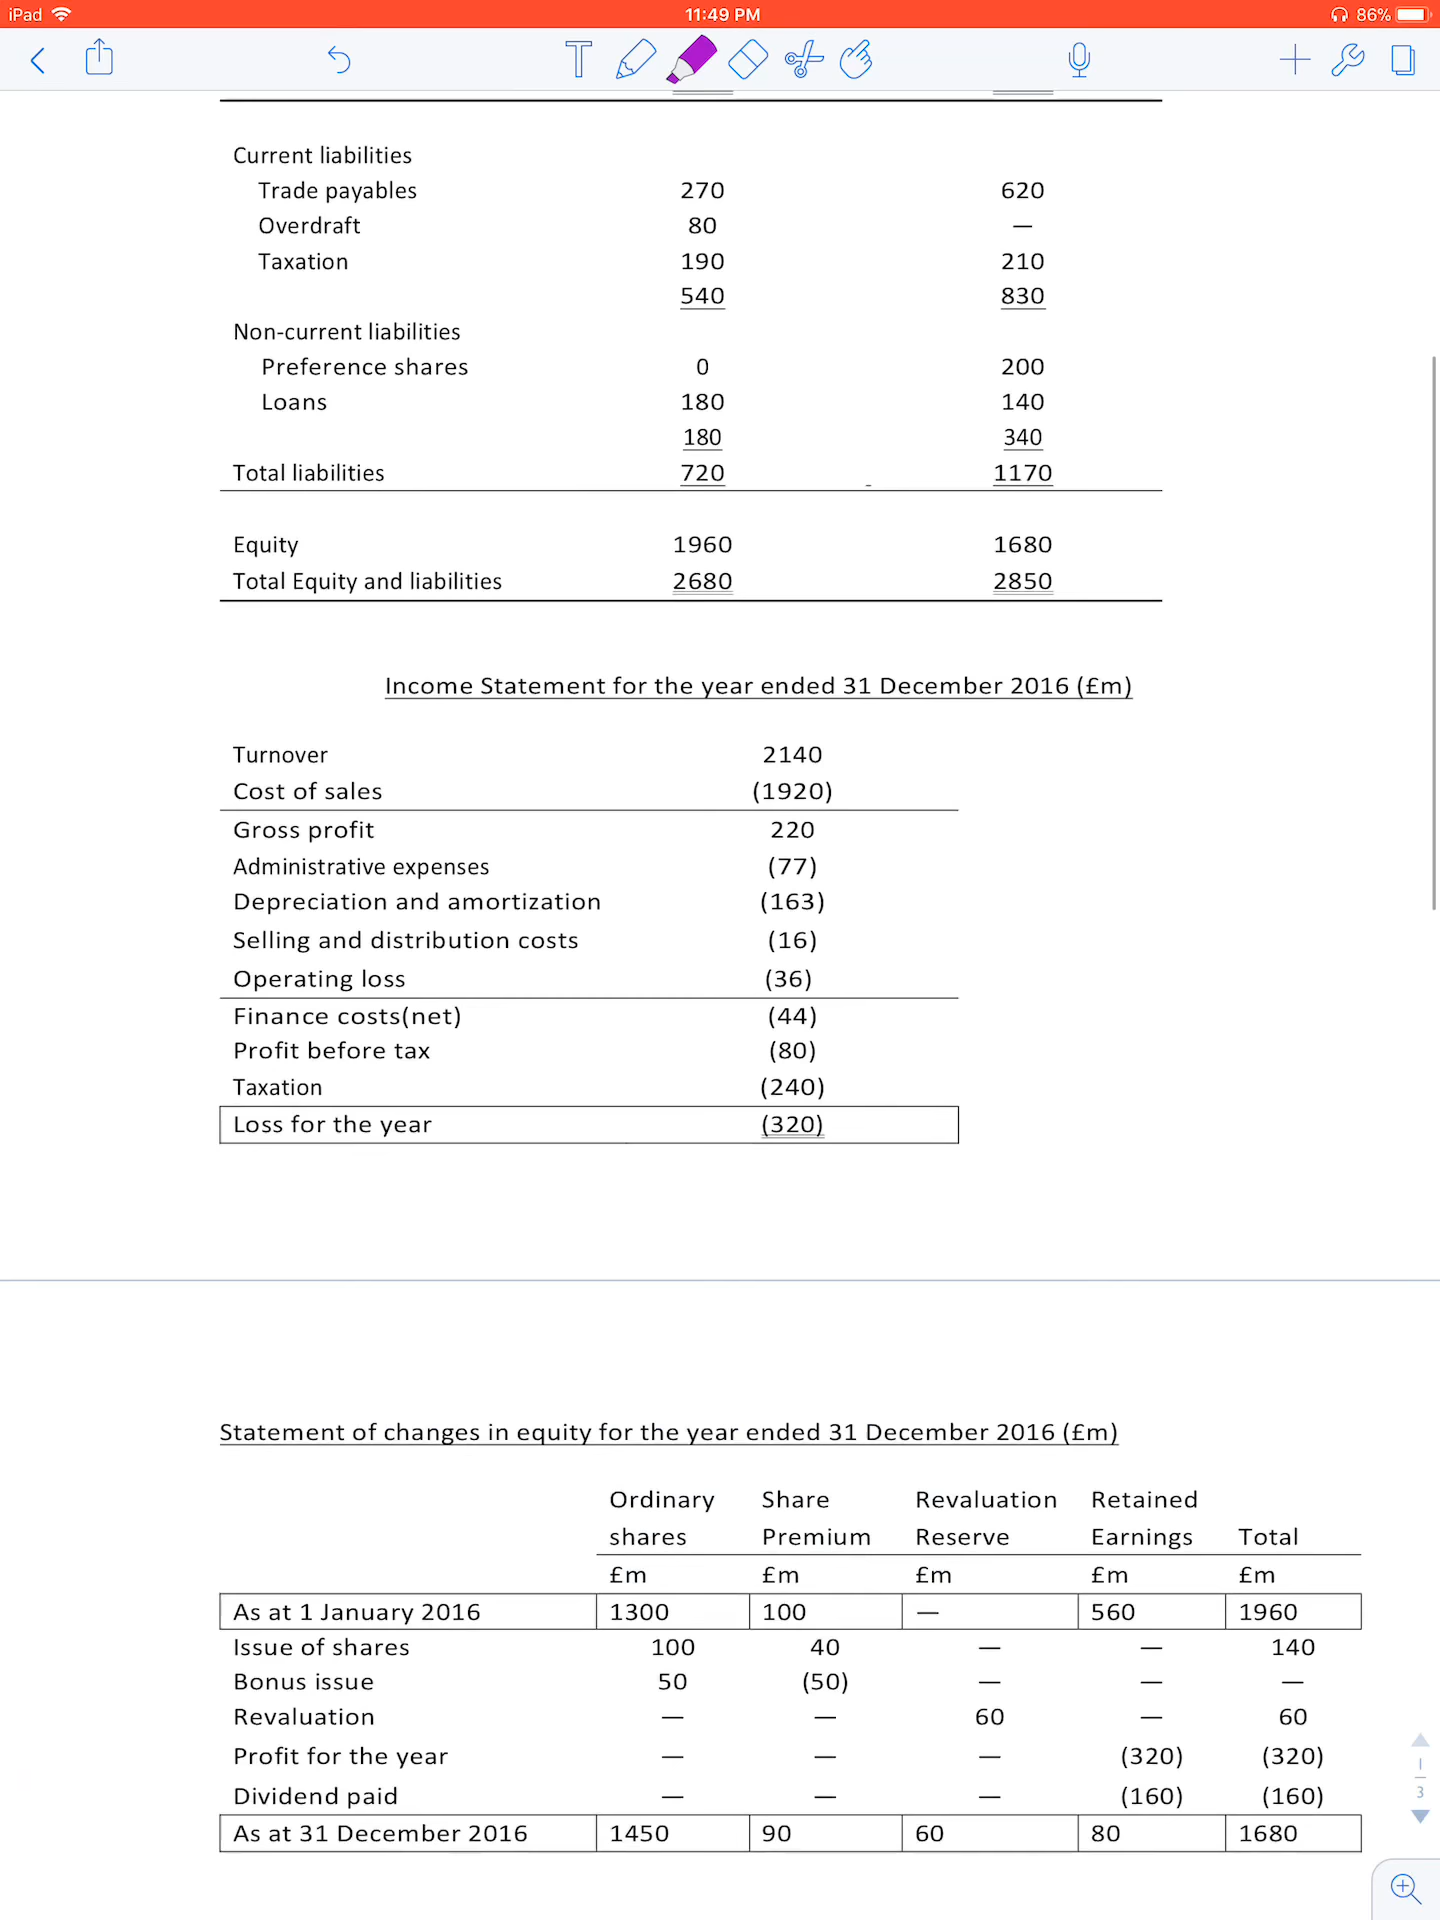 iPad 11:49 PM 86%
T
Current liabilities
Trade payables 270 620
Overdraft 80 —
Taxation 190 210
540 830
Non-current liabilities
Preference shares 0 200
Loans 180 140
180 340
Total liabilities 720 - 1170
Equity 1960 1680
Total Equity and liabilities 2680 2850
Income Statement for the year ended 31 December 2016 (£m)
Turnover 2140
Cost of sales (1920)
Gross profit 220
Administrative expenses (77)
Depreciation and amortization (163)
Selling and distribution costs (16)
Operating loss (36)
Finance costs(net) (44)
Profit before tax (80)
Taxation (240)
Loss for the year (320)
Statement of changes in equity for the year ended 31 December 2016 (£m)
Ordinary Share Revaluation Retained
shares Premium Reserve Earnings Total
£m £m £m £m £m
As at 1 January 2016 1300 100 — 560 1960
Issue of shares 100 40 — — 140
Bonus issue 50 (50) — — —
Revaluation — — 60 — 60
Profit for the year — — — (320) (320)
Dividend paid — — — (160) (160)
As at 31 December 2016 1450 90 60 80 1680
1
3